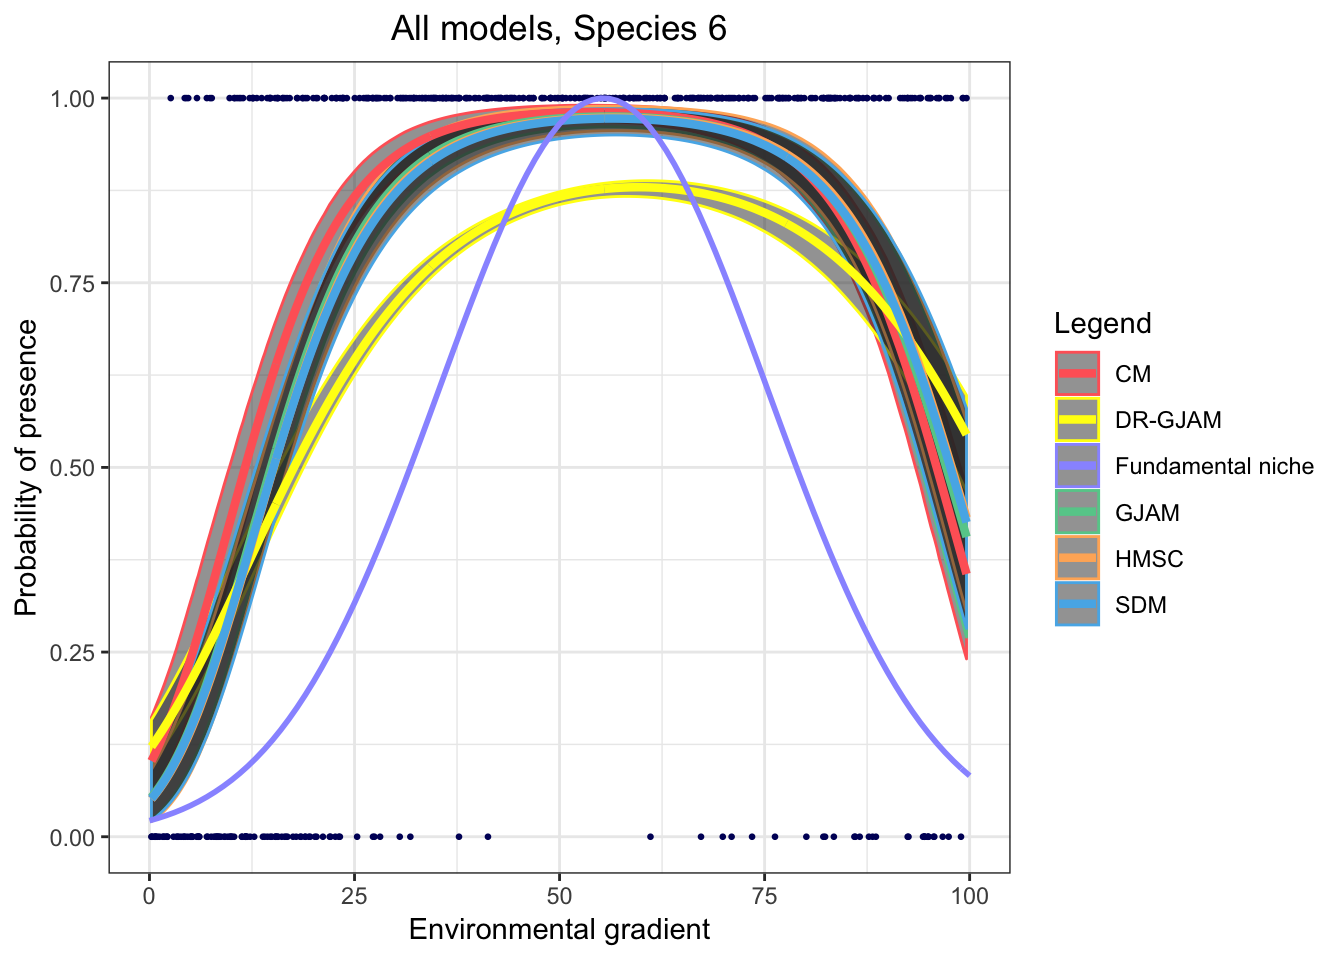 All models, Species 6
Probability of presence
1.00
0.75
0.50
0.25
0.00
0
25
50
75
100
Environmental gradient
Legend
CM
DR-GJAM
Fundamental niche
GJAM
HMSC
SDM